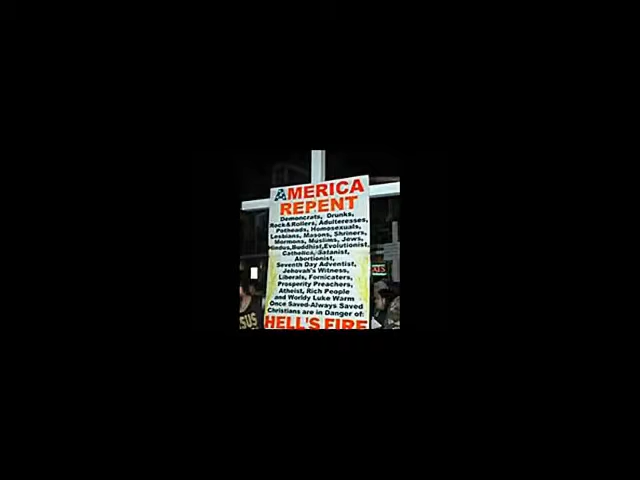 AMERICA
REPENT
Demoncrats, Drunks,
Rock&Rollers, Adulteresses,
Potheads, Homosexuals,
Lesbians, Masons, Shriners,
Mormons, Muslims, Jews,
Hindus,Buddhist,Evolutionist,
Catholics, Satanist,
Abortionist,
Seventh Day Adventist,
Jehovah's Witness,
Liberals, Fornicaters,
Prosperity Preachers,
Atheist, Rich People
and Worldy Luke Warm
Once Saved-Always Saved
Christians are in Danger of:
HELL'S FIRE